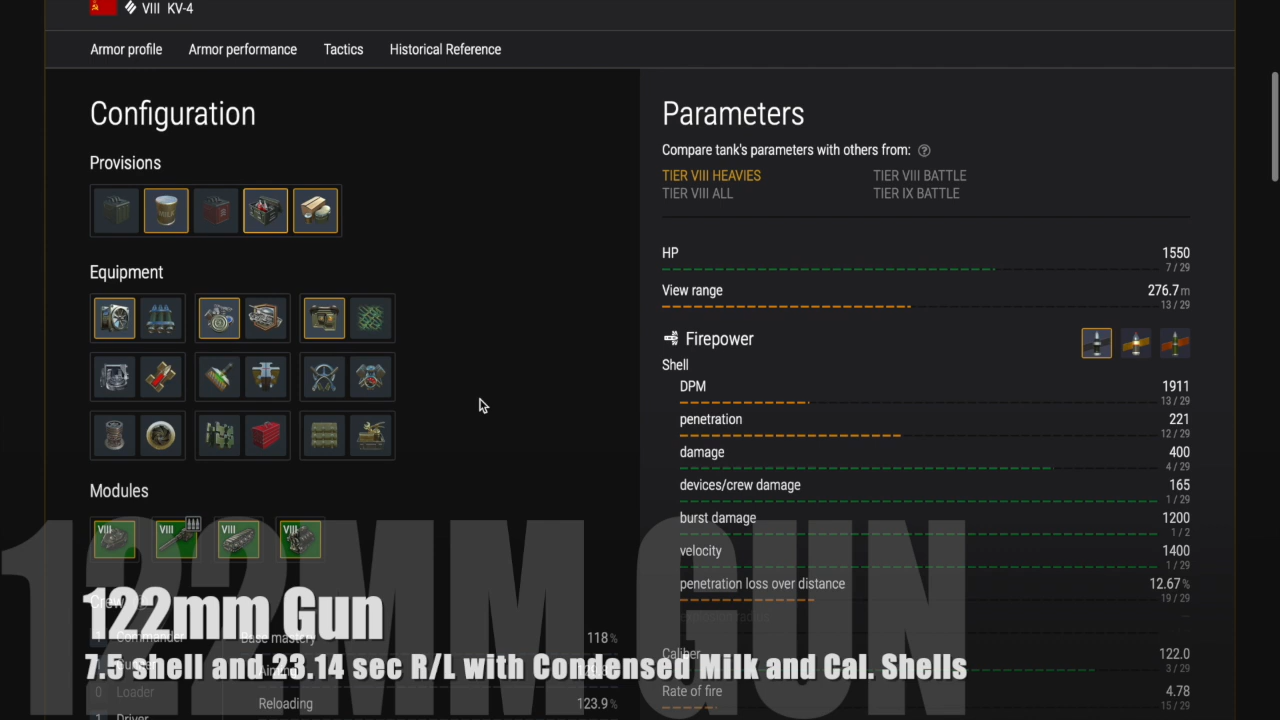 VIII KV-4
Armor profile Armor performance Tactics Historical Reference
Configuration
Provisions
Equipment
Modules
VIII VIII VIII VIII
Commander Base mastery 118 %
0 Loader
Reloading 123.9 %
1 Driver
Parameters
Compare tank's parameters with others from: ?
TIER VIII HEAVIES TIER VIII BATTLE
TIER VIII ALL TIER IX BATTLE
HP 1550
7 / 29
View range 276.7 m
13 / 29
Firepower
Shell
DPM 1911
13 / 29
penetration 221
12 / 29
damage 400
4 / 29
devices/crew damage 165
1 / 29
burst damage 1200
1 / 2
velocity 1400
1 / 29
penetration loss over distance 12.67 %
19 / 29
Caliber 122.0
3 / 29
Rate of fire 4.78
15 / 29
122MM GUN
122mm Gun
7.5 shell and 23.14 sec R/L with Condensed Milk and Cal. Shells